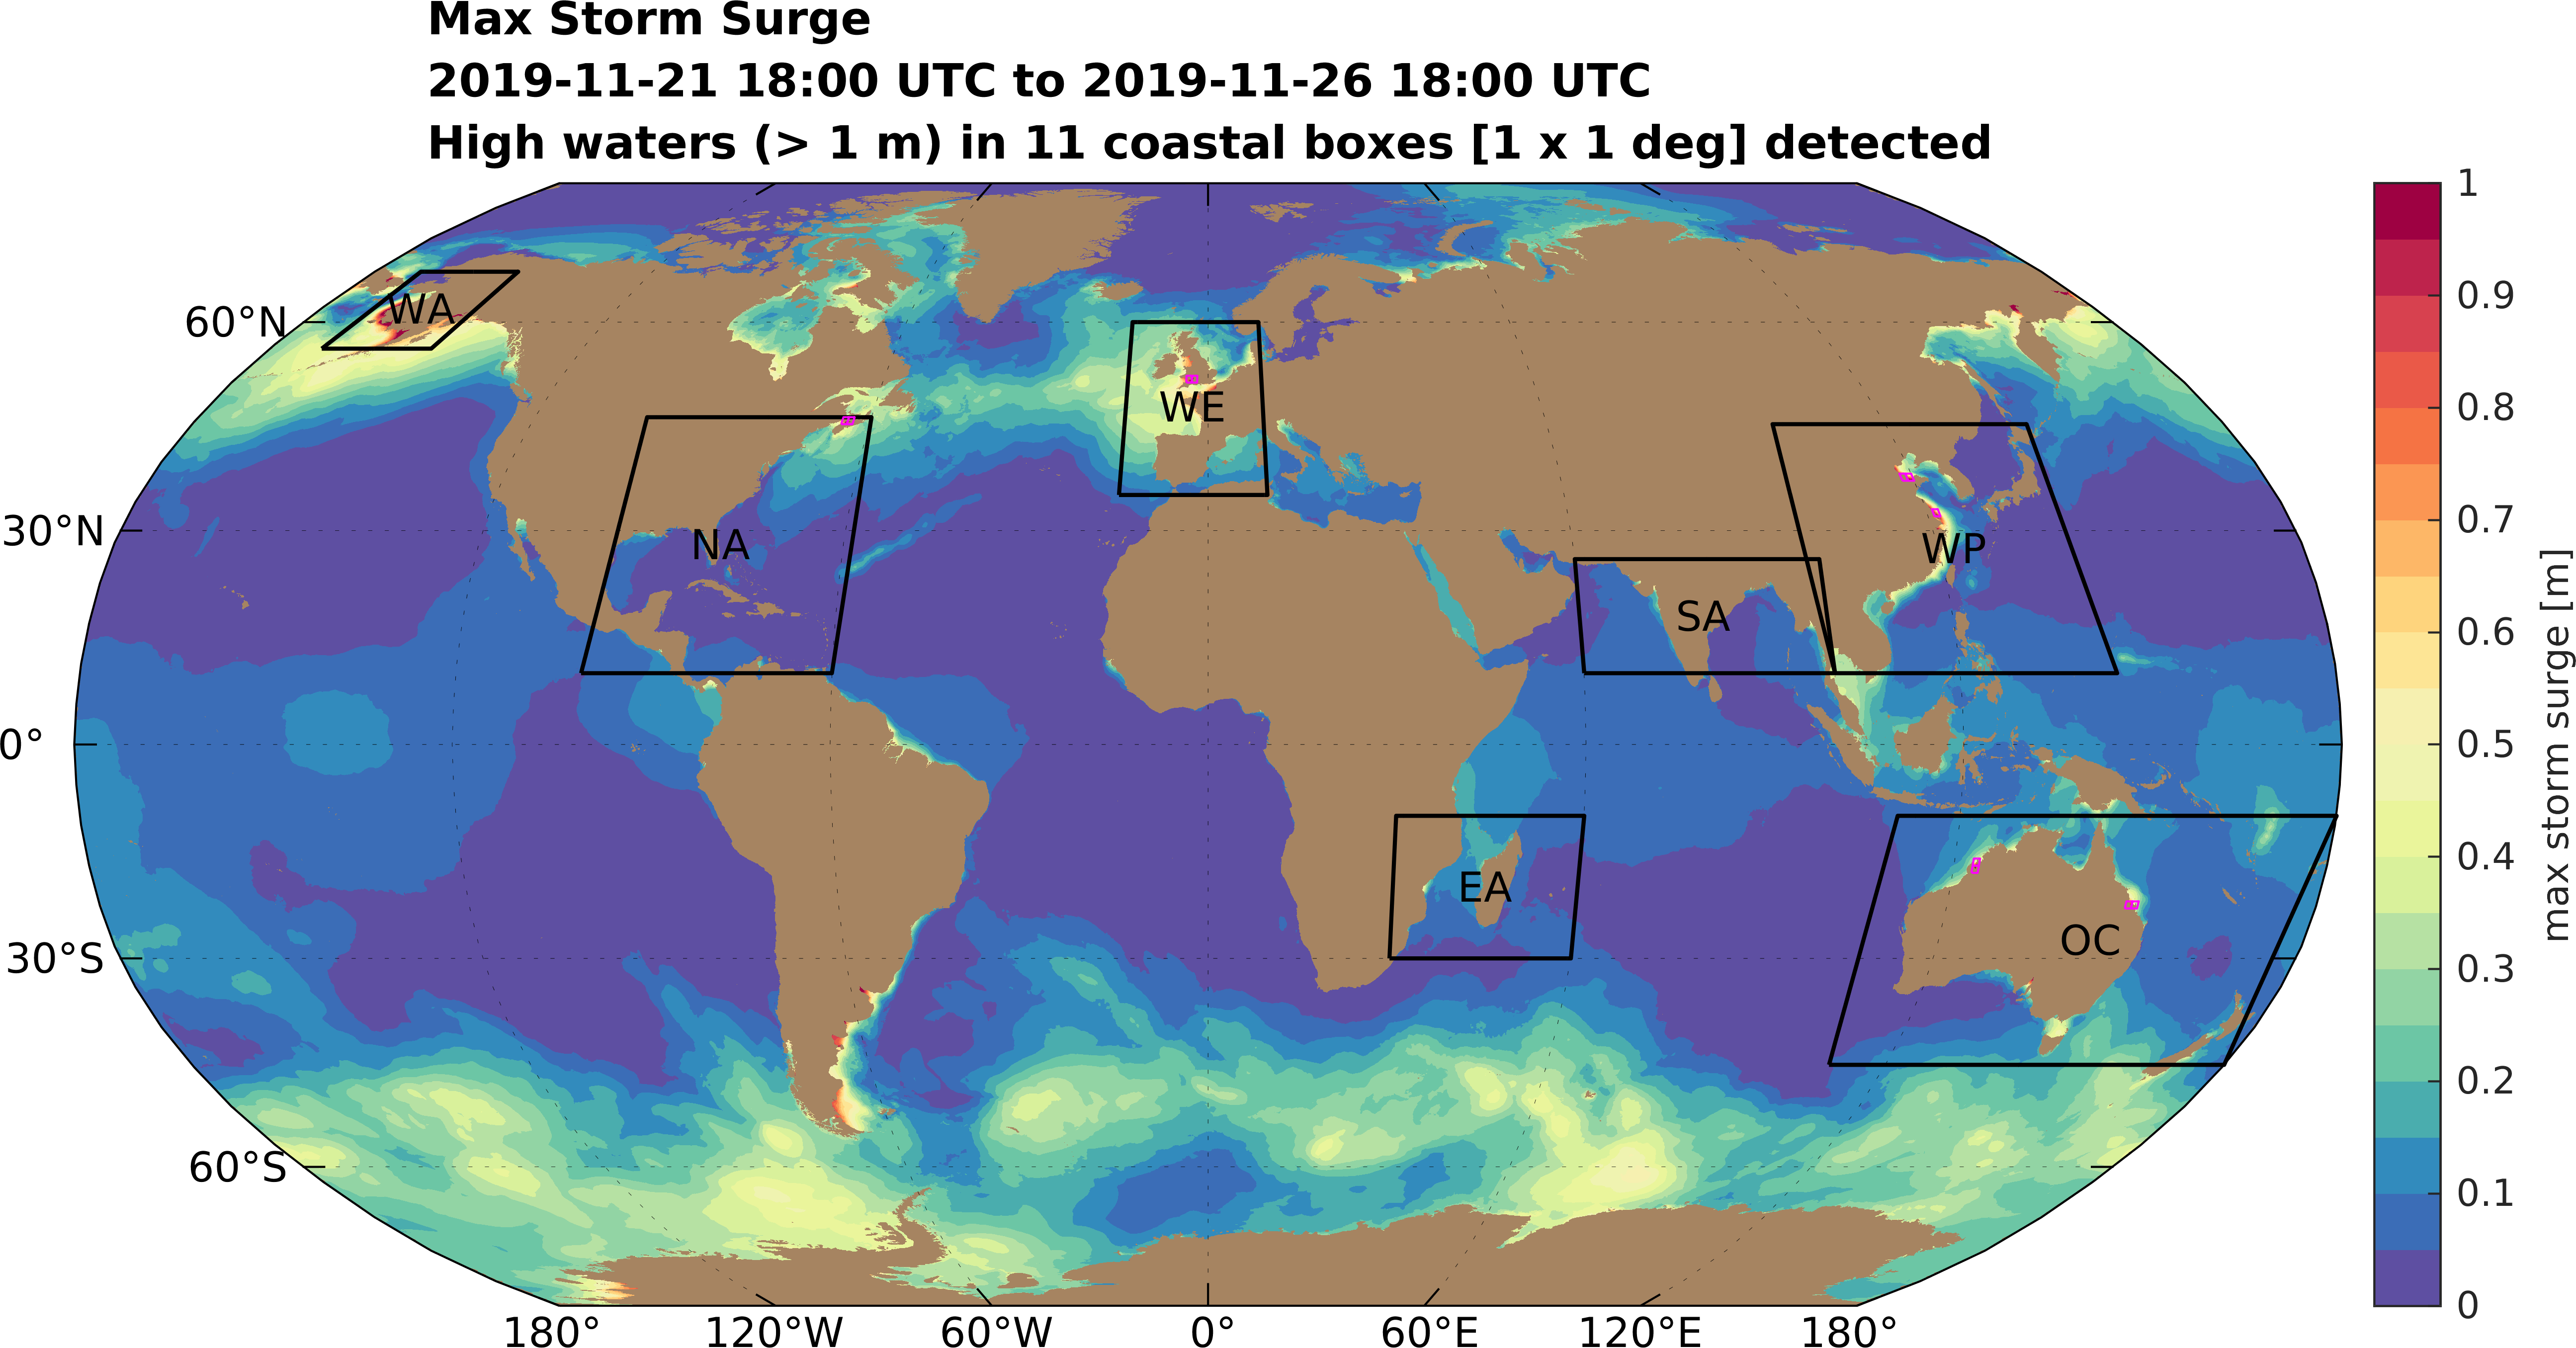 Max Storm Surge
2019-11-21 18:00 UTC to 2019-11-26 18:00 UTC
High waters (> 1 m) in 11 coastal boxes [1 x 1 deg] detected
60°N
30°N
0°
30°S
60°S
WA
NA
WE
SA
WP
EA
OC
180°
120°W
60°W
0°
60°E
120°E
180°
1
0.9
0.8
0.7
0.6
0.5
0.4
0.3
0.2
0.1
0
max storm surge [m]